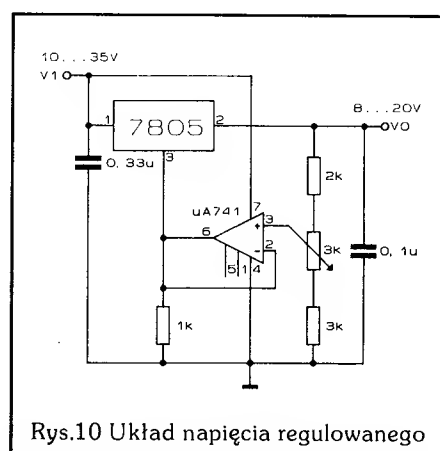 10...35V
V1
8...20V
1
7805
2
V0
3
0,33u
2k
uA741
7
+
3
6
-
2
3k
0,1u
5
1
4
1k
3k
Rys.10 Układ napięcia regulowanego